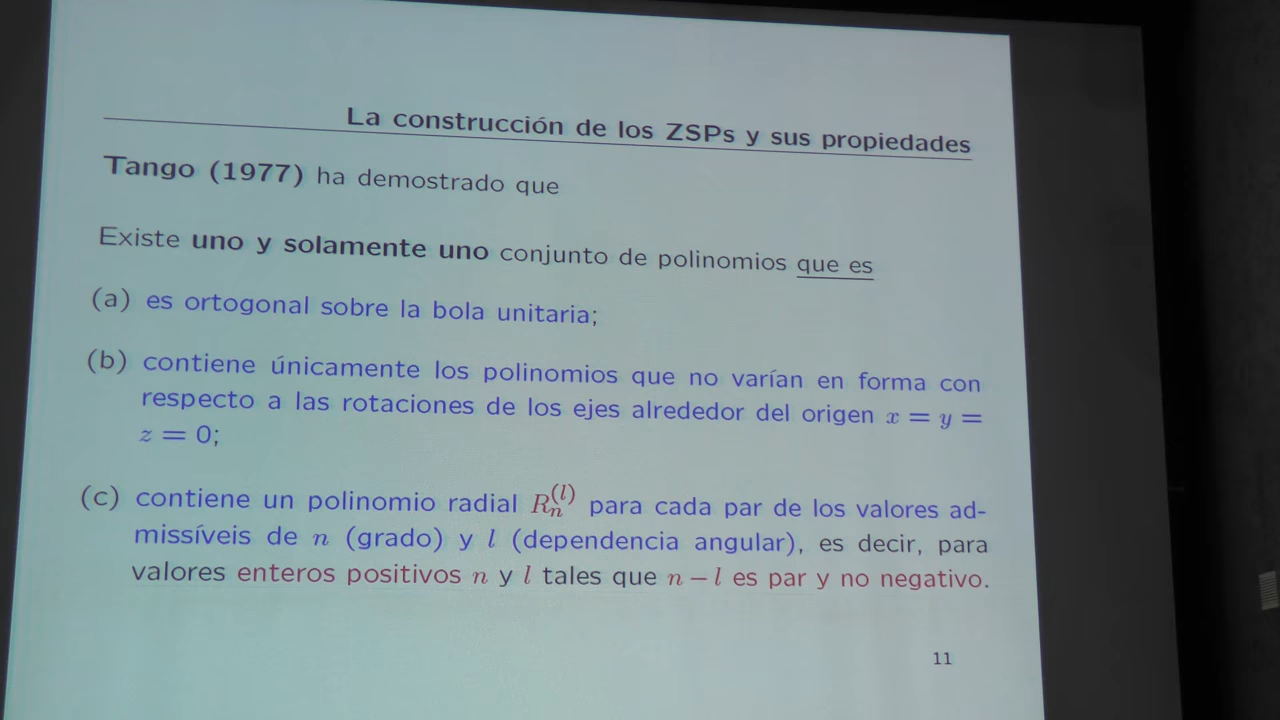 La construcción de los ZSPs y sus propiedades
Tango (1977) ha demostrado que
Existe uno y solamente uno conjunto de polinomios que es
(a) es ortogonal sobre la bola unitaria;
(b) contiene únicamente los polinomios que no varían en forma con
respecto a las rotaciones de los ejes alrededor del origen x = y =
z = 0;
(c) contiene un polinomio radial R_n^{(l)} para cada par de los valores ad-
missíveis de n (grado) y l (dependencia angular), es decir, para
valores enteros positivos n y l tales que n − l es par y no negativo.
11